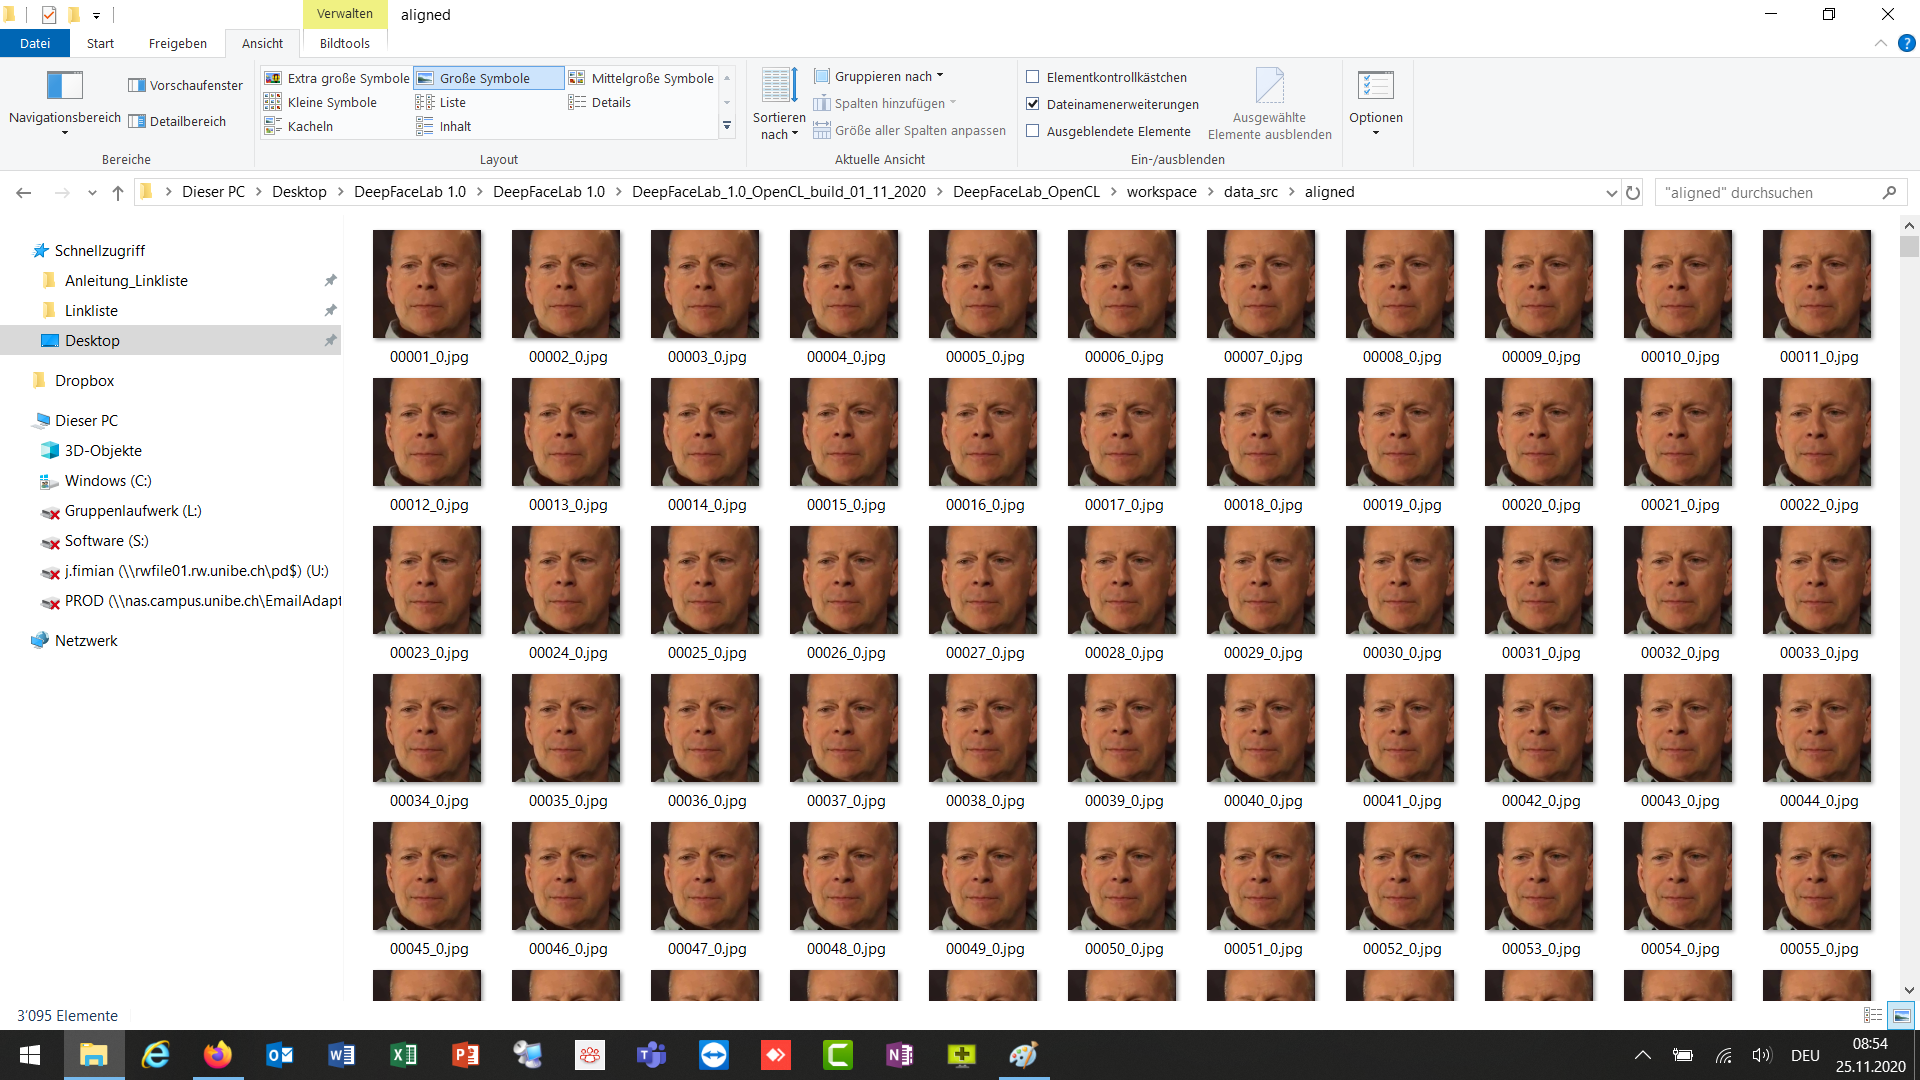 Verwalten
aligned
Datei
Start
Freigeben
Ansicht
Bildtools
Navigationsbereich
Vorschaufenster
Detailbereich
Bereiche
Extra große Symbole
Große Symbole
Mittelgroße Symbole
Kleine Symbole
Liste
Details
Kacheln
Inhalt
Layout
Sortieren
nach
Gruppieren nach
Spalten hinzufügen
Größe aller Spalten anpassen
Aktuelle Ansicht
Elementkontrollkästchen
Dateinamenerweiterungen
Ausgeblendete Elemente
Ausgewählte
Elemente ausblenden
Ein-/ausblenden
Optionen
Dieser PC > Desktop > DeepFaceLab 1.0 > DeepFaceLab 1.0 > DeepFaceLab_1.0_OpenCL_build_01_11_2020 > DeepFaceLab_OpenCL > workspace > data_src > aligned
"aligned" durchsuchen
Schnellzugriff
Anleitung_Linkliste
Linkliste
Desktop
Dropbox
Dieser PC
3D-Objekte
Windows (C:)
Gruppenlaufwerk (L:)
Software (S:)
j.fimian (\\rwfile01.rw.unibe.ch\pd$) (U:)
PROD (\\nas.campus.unibe.ch\EmailAdapt
Netzwerk
00001_0.jpg 00002_0.jpg 00003_0.jpg 00004_0.jpg 00005_0.jpg 00006_0.jpg 00007_0.jpg 00008_0.jpg 00009_0.jpg 00010_0.jpg 00011_0.jpg
00012_0.jpg 00013_0.jpg 00014_0.jpg 00015_0.jpg 00016_0.jpg 00017_0.jpg 00018_0.jpg 00019_0.jpg 00020_0.jpg 00021_0.jpg 00022_0.jpg
00023_0.jpg 00024_0.jpg 00025_0.jpg 00026_0.jpg 00027_0.jpg 00028_0.jpg 00029_0.jpg 00030_0.jpg 00031_0.jpg 00032_0.jpg 00033_0.jpg
00034_0.jpg 00035_0.jpg 00036_0.jpg 00037_0.jpg 00038_0.jpg 00039_0.jpg 00040_0.jpg 00041_0.jpg 00042_0.jpg 00043_0.jpg 00044_0.jpg
00045_0.jpg 00046_0.jpg 00047_0.jpg 00048_0.jpg 00049_0.jpg 00050_0.jpg 00051_0.jpg 00052_0.jpg 00053_0.jpg 00054_0.jpg 00055_0.jpg
3'095 Elemente
DEU
08:54
25.11.2020